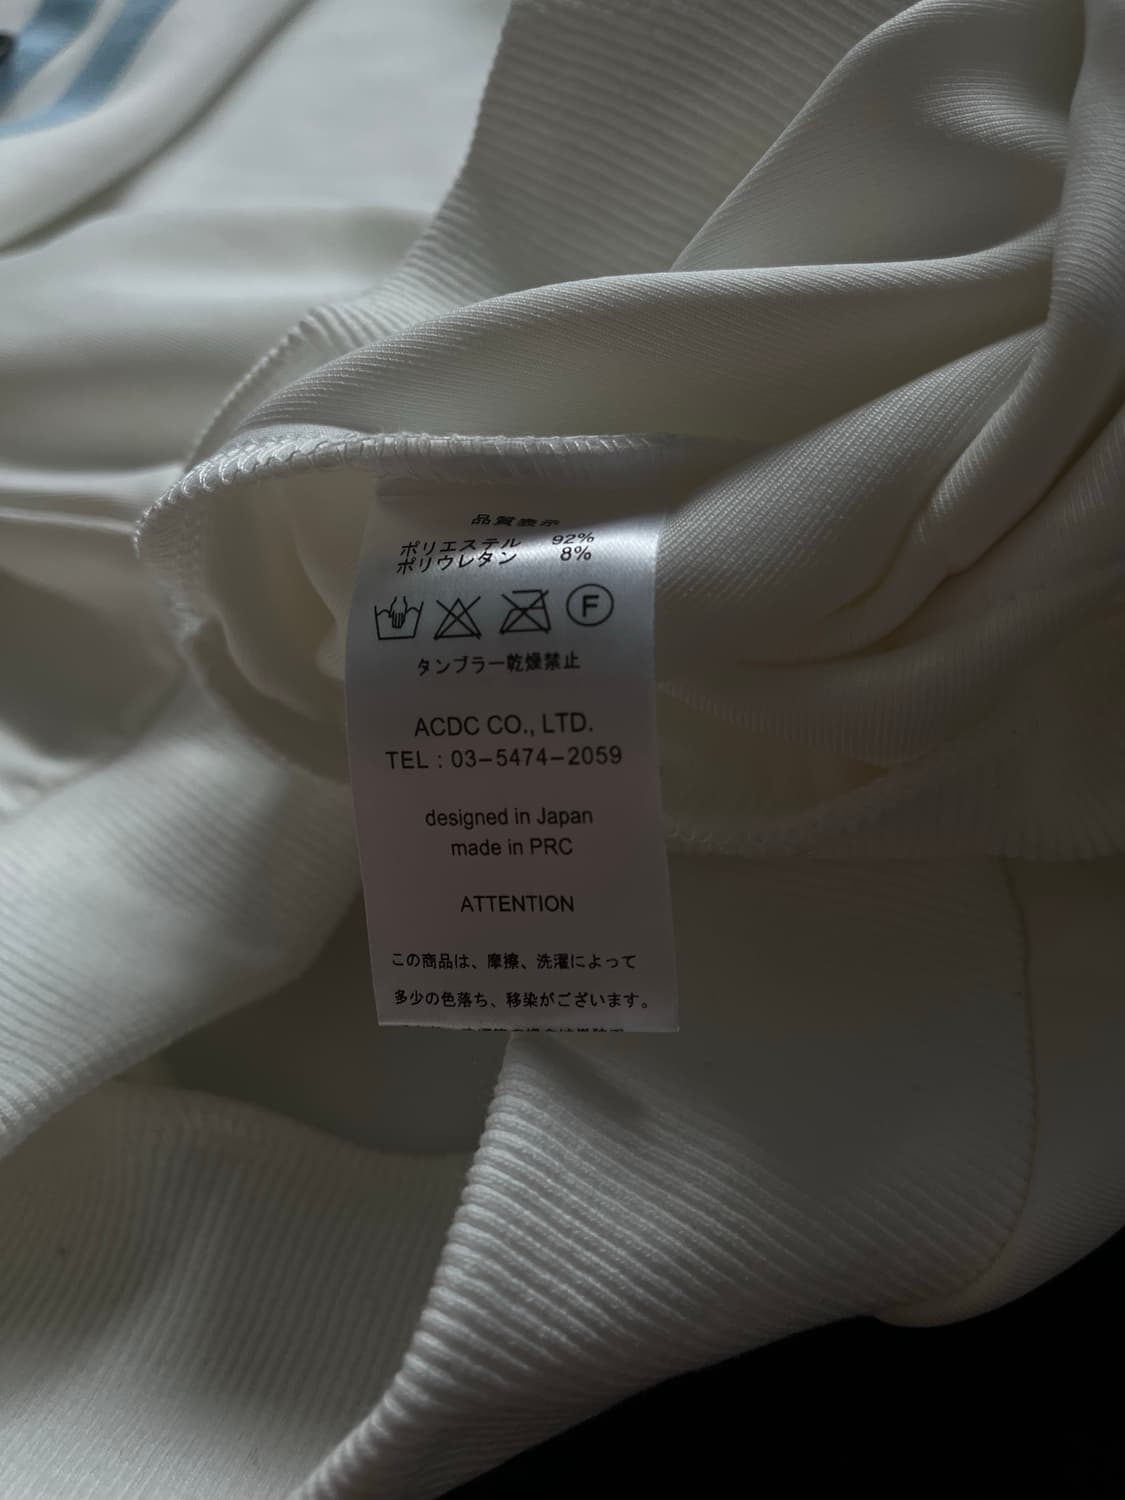 品質表示
ポリエステル 92%
ポリウレタン 8%
F
タンブラー乾燥禁止
ACDC CO., LTD.
TEL : 03-5474-2059
designed in Japan
made in PRC
ATTENTION
この商品は、摩擦、洗濯によって
多少の色落ち、移染がございます。